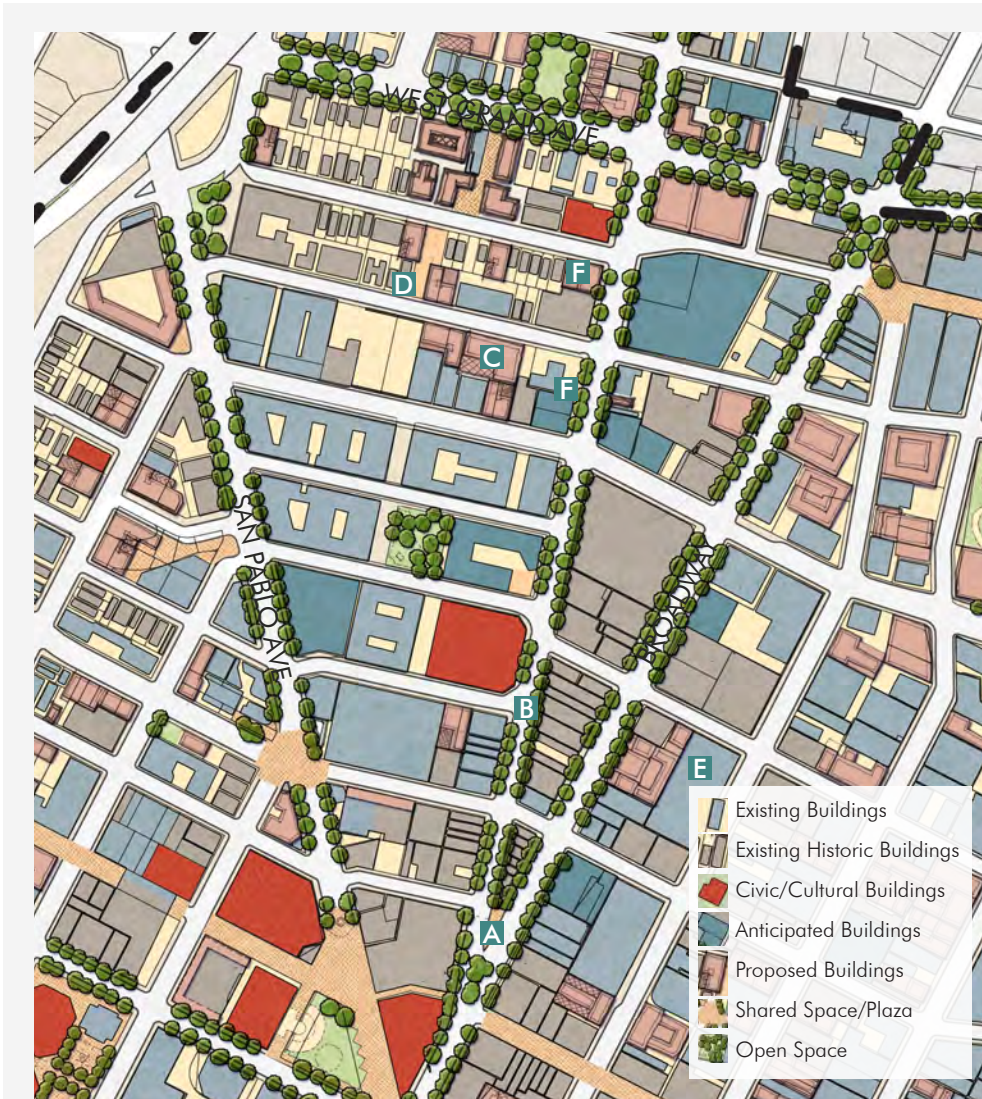 WEST GRAND AVE
D
F
C
F
SAN PABLO AVE
BROADWAY
B
E
A
Existing Buildings
Existing Historic Buildings
Civic/Cultural Buildings
Anticipated Buildings
Proposed Buildings
Shared Space/Plaza
Open Space